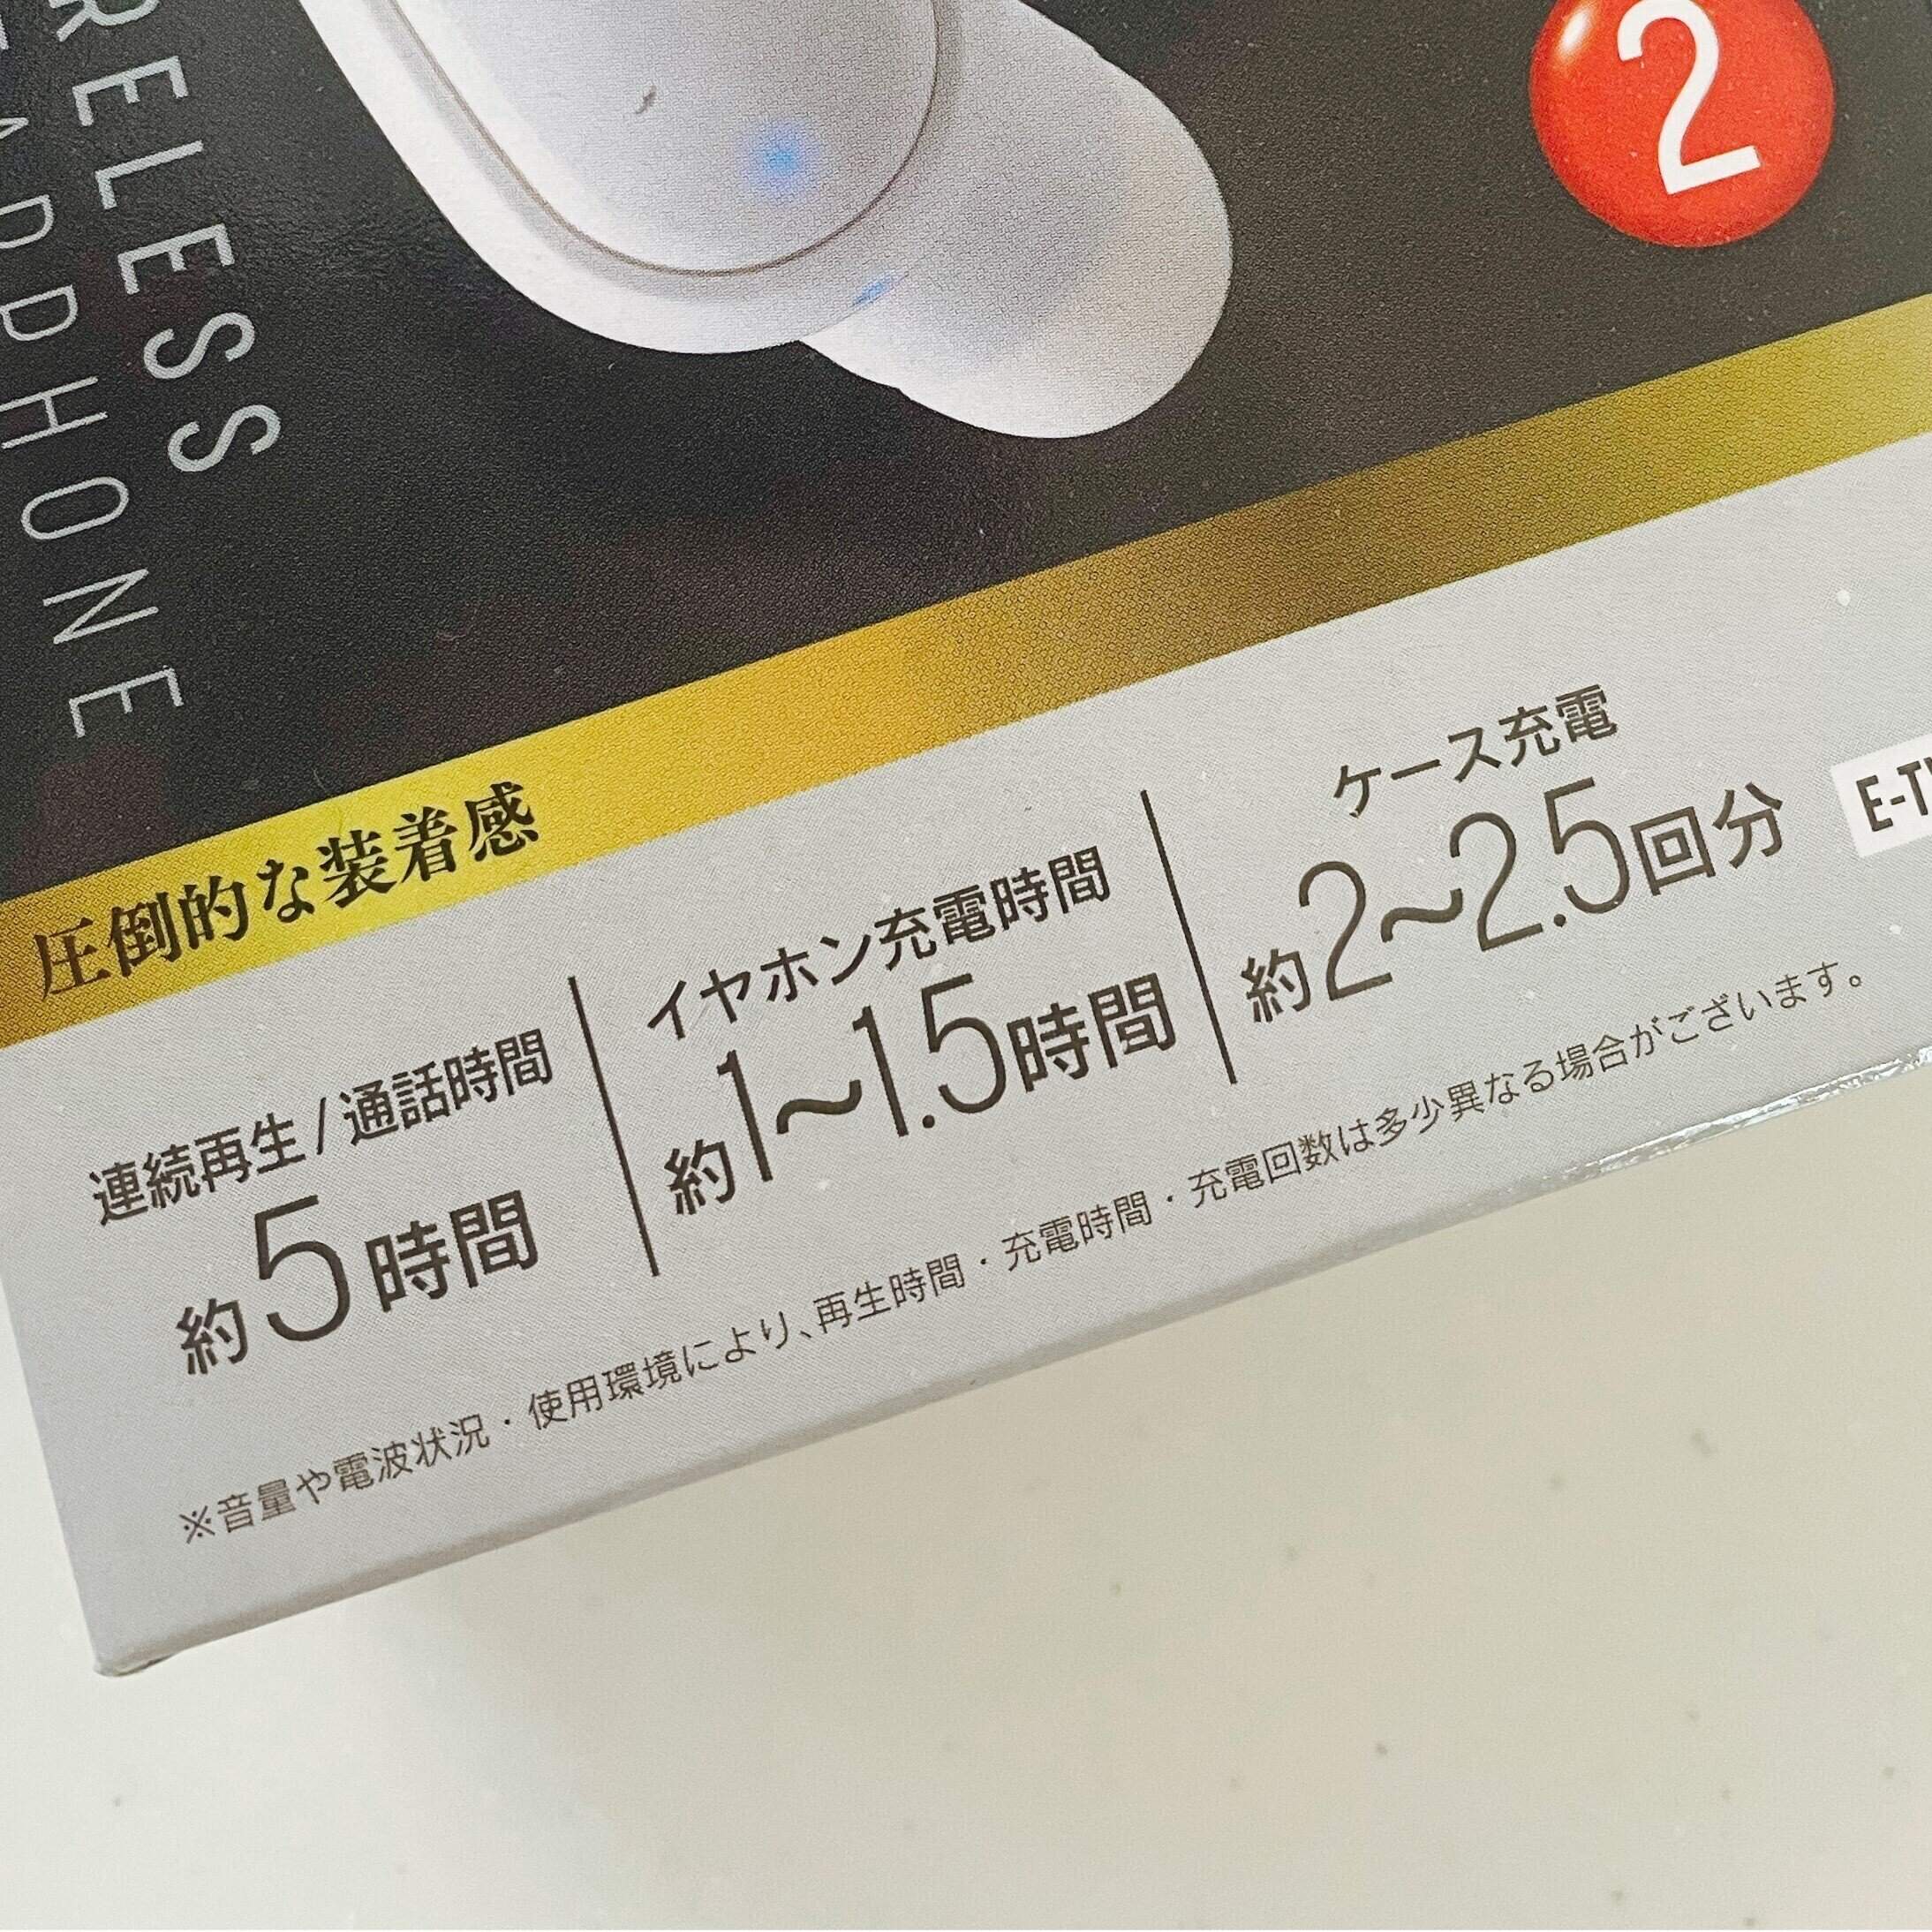 RELESS
EARPHONE
2
圧倒的な装着感
連続再生/通話時間
約5時間
イヤホン充電時間
約1~1.5時間
ケース充電
約2~2.5回分
※音量や電波状況・使用環境により、再生時間・充電時間・充電回数は多少異なる場合がございます。